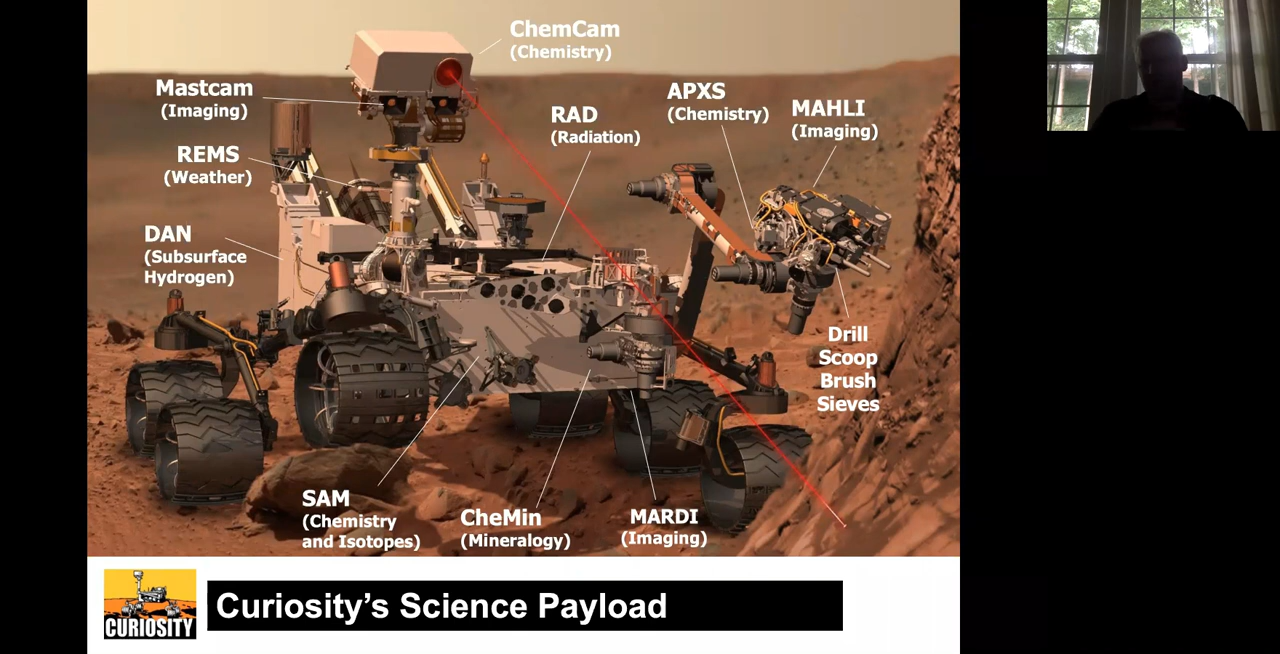 ChemCam
(Chemistry)
Mastcam
(Imaging)
APXS
(Chemistry)
MAHLI
(Imaging)
RAD
(Radiation)
REMS
(Weather)
DAN
(Subsurface
Hydrogen)
Drill
Scoop
Brush
Sieves
SAM
(Chemistry
and Isotopes)
CheMin
(Mineralogy)
MARDI
(Imaging)
CURIOSITY
Curiosity's Science Payload